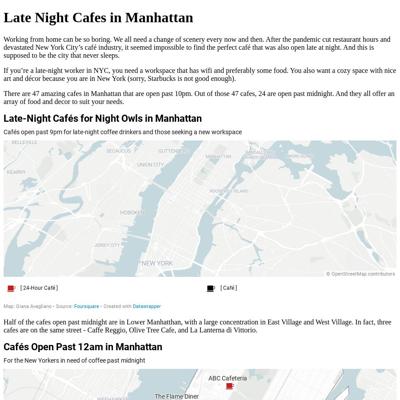 Late Night Cafes in Manhattan
Working from home can be so boring. We all need a change of scenery every now and then. After the pandemic cut restaurant hours and
devastated New York City's café industry, it seemed impossible to find the perfect café that was also open late at night. And this is
supposed to be the city that never sleeps.
If you're a late-night worker in NYC, you need a workspace that has wifi and preferably some food. You also want a cozy space with nice
art and décor because you are in New York (sorry, Starbucks is not good enough).
There are 47 amazing cafes in Manhattan that are open past 10pm. Out of those 47 cafes, 24 are open past midnight. And they all offer an
array of food and decor to suit your needs.
Late-Night Cafés for Night Owls in Manhattan
Cafés open past 9pm for late-night coffee drinkers and those seeking a new workspace
BELLEVILLE
SECAUCUS
GUTTENBERG
UNION CITY
MANHATTAN
KEARNY
HOBOKEN
JERSEY CITY
NEW YORK
© OpenStreetMap contributors
[ 24-Hour Café ]
[ Café ]
Map: Giana Avegliano • Source: Foursquare • Created with Datawrapper
Half of the cafes open past midnight are in Lower Manhatthan, with a large concentration in East Village and West Village. In fact, three
cafes are on the same street - Caffe Reggio, Olive Tree Cafe, and La Lanterna di Vittorio.
Cafés Open Past 12am in Manhattan
For the New Yorkers in need of coffee past midnight
ABC Cafeteria
The Flame Diner